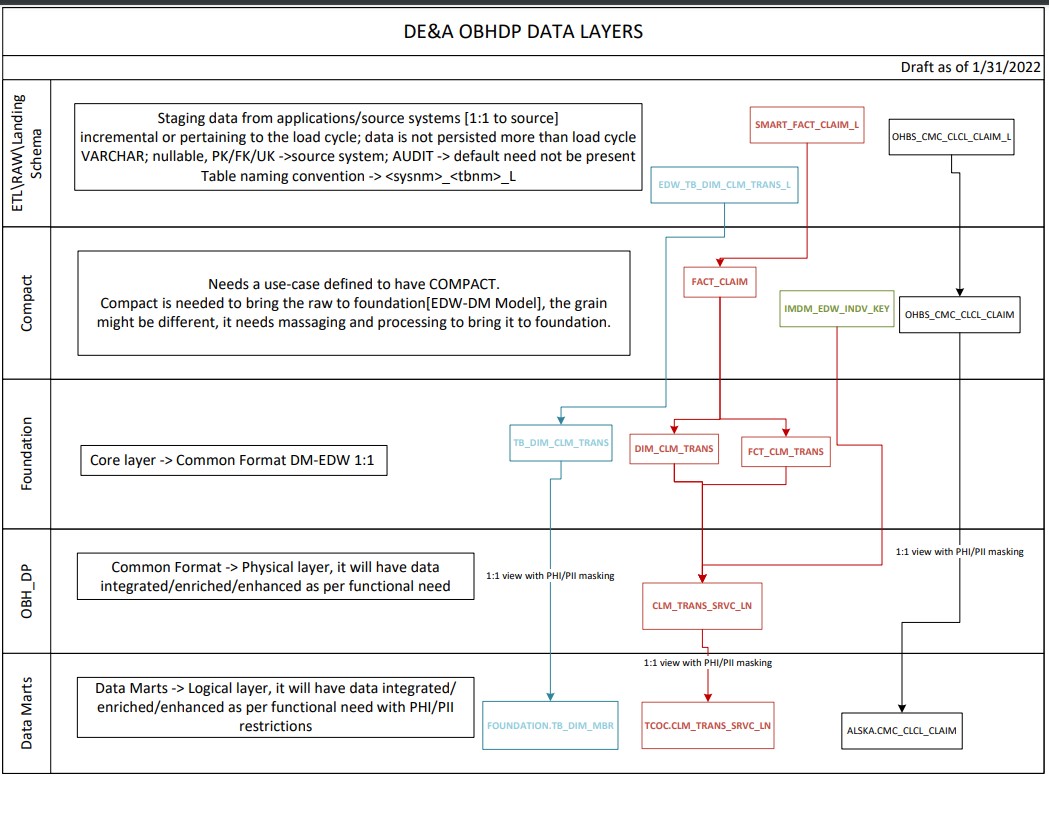 DE&A OBHDP DATA LAYERS
Draft as of 1/31/2022
ETL\RAW\Landing
Schema
Staging data from applications/source systems [1:1 to source]
incremental or pertaining to the load cycle; data is not persisted more than load cycle
VARCHAR; nullable, PK/FK/UK ->source system; AUDIT -> default need not be present
Table naming convention -> <sysnm>_<tbnm>_L
SMART_FACT_CLAIM_L
OHBS_CMC_CLCL_CLAIM_L
EDW_TB_DIM_CLM_TRANS_L
Compact
Needs a use-case defined to have COMPACT.
Compact is needed to bring the raw to foundation[EDW-DM Model], the grain
might be different, it needs massaging and processing to bring it to foundation.
FACT_CLAIM
IMDM_EDW_INDV_KEY
OHBS_CMC_CLCL_CLAIM
Foundation
Core layer -> Common Format DM-EDW 1:1
TB_DIM_CLM_TRANS
DIM_CLM_TRANS
FCT_CLM_TRANS
OBH_DP
Common Format -> Physical layer, it will have data
integrated/enriched/enhanced as per functional need
1:1 view with PHI/PII masking
1:1 view with PHI/PII masking
CLM_TRANS_SRVC_LN
Data Marts
Data Marts -> Logical layer, it will have data integrated/
enriched/enhanced as per functional need with PHI/PII
restrictions
1:1 view with PHI/PII masking
FOUNDATION.TB_DIM_MBR
TCOC.CLM_TRANS_SRVC_LN
ALSKA.CMC_CLCL_CLAIM